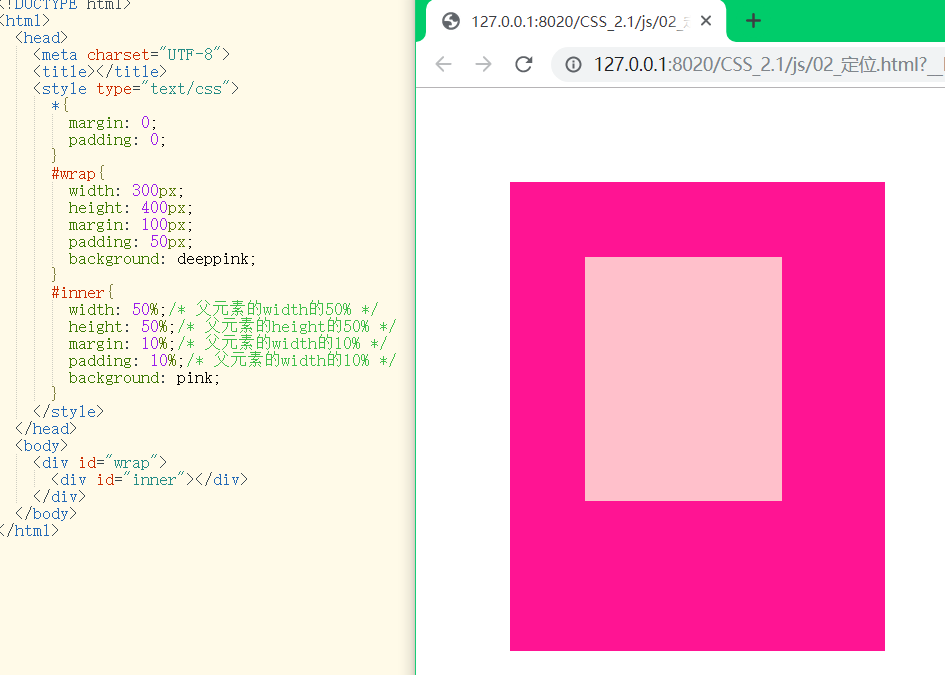 <!DOCTYPE html>
<html>
<head>
<meta charset="UTF-8">
<title></title>
<style type="text/css">
*{
margin: 0;
padding: 0;
}
#wrap{
width: 300px;
height: 400px;
margin: 100px;
padding: 50px;
background: deeppink;
}
#inner{
width: 50%;/* 父元素的width的50% */
height: 50%;/* 父元素的height的50% */
margin: 10%;/* 父元素的width的10% */
padding: 10%;/* 父元素的width的10% */
background: pink;
}
</style>
</head>
<body>
<div id="wrap">
<div id="inner"></div>
</div>
</body>
</html>
127.0.0.1:8020/CSS_2.1/js/02_
127.0.0.1:8020/CSS_2.1/js/02_定位.html?__